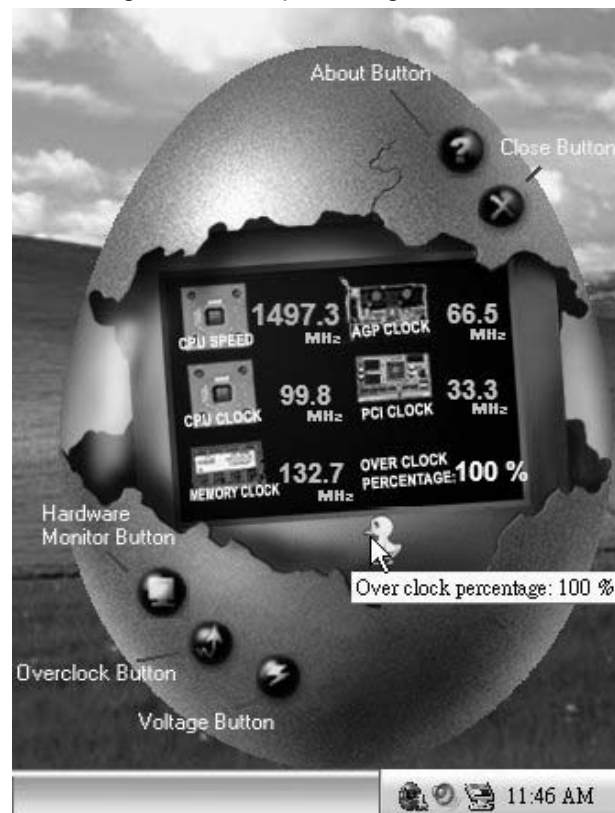 About Button
Close Button
1497.3
MHz
CPU SPEED
66.5
MHz
AGP CLOCK
99.8
MHz
CPU CLOCK
33.3
MHz
PCI CLOCK
132.7
MHz
MEMORY CLOCK
OVER CLOCK
PERCENTAGE:100 %
Hardware
Monitor Button
Over clock percentage: 100 %
Overclock Button
Voltage Button
11:46 AM